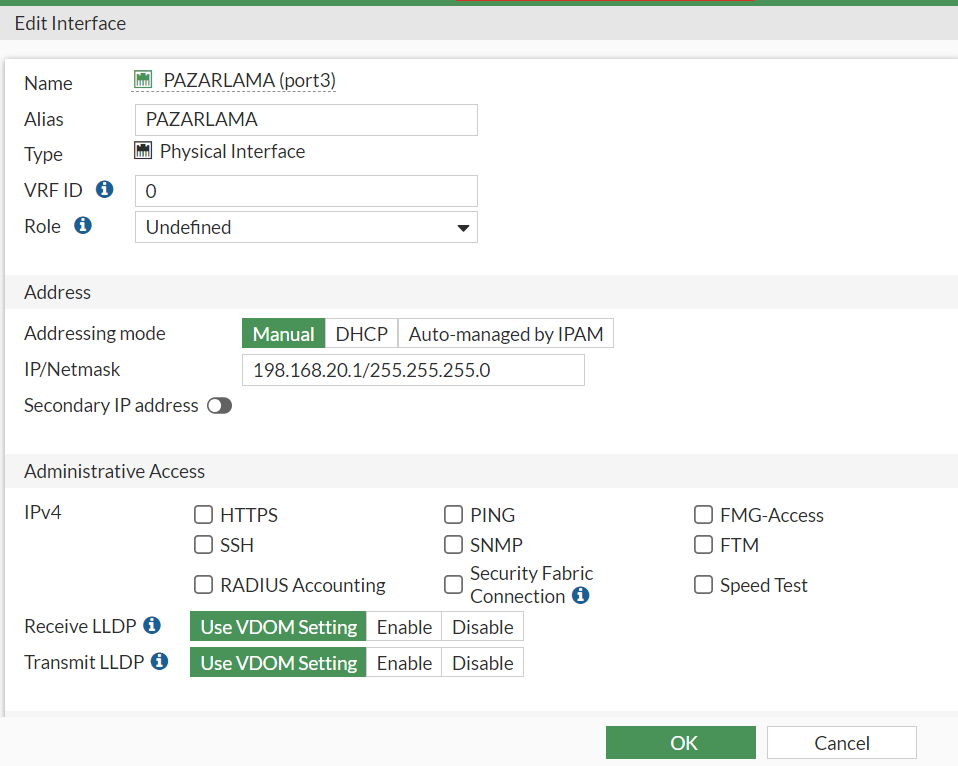 Edit Interface
Name PAZARLAMA (port3)
Alias PAZARLAMA
Type Physical Interface
VRF ID 0
Role Undefined
Address
Addressing mode Manual DHCP Auto-managed by IPAM
IP/Netmask 198.168.20.1/255.255.255.0
Secondary IP address
Administrative Access
IPv4 HTTPS PING FMG-Access
SSH SNMP FTM
RADIUS Accounting Security Fabric Connection Speed Test
Receive LLDP Use VDOM Setting Enable Disable
Transmit LLDP Use VDOM Setting Enable Disable
OK Cancel